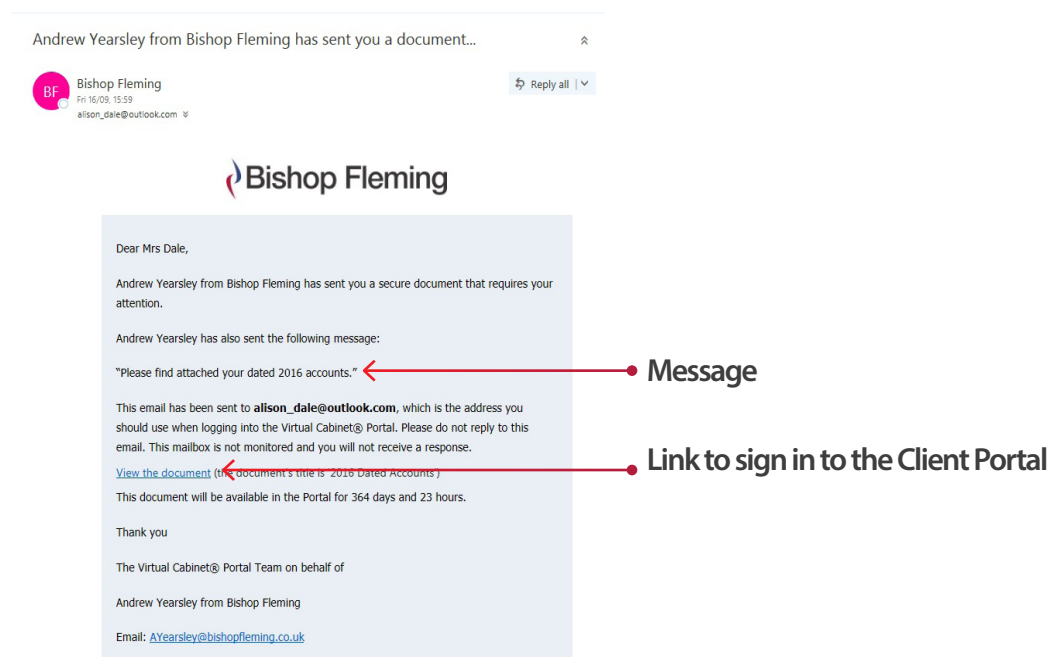 Andrew Yearsley from Bishop Fleming has sent you a document...
BF
Bishop Fleming
Fri 16/09, 15:59
alison_dale@outlook.com
Reply all
Bishop Fleming
Dear Mrs Dale,
Andrew Yearsley from Bishop Fleming has sent you a secure document that requires your
attention.
Andrew Yearsley has also sent the following message:
"Please find attached your dated 2016 accounts."
Message
This email has been sent to alison_dale@outlook.com, which is the address you
should use when logging into the Virtual Cabinet® Portal. Please do not reply to this
email. This mailbox is not monitored and you will not receive a response.
View the document (the document's title is '2016 Dated Accounts')
Link to sign in to the Client Portal
This document will be available in the Portal for 364 days and 23 hours.
Thank you
The Virtual Cabinet® Portal Team on behalf of
Andrew Yearsley from Bishop Fleming
Email: AYearsley@bishopfleming.co.uk